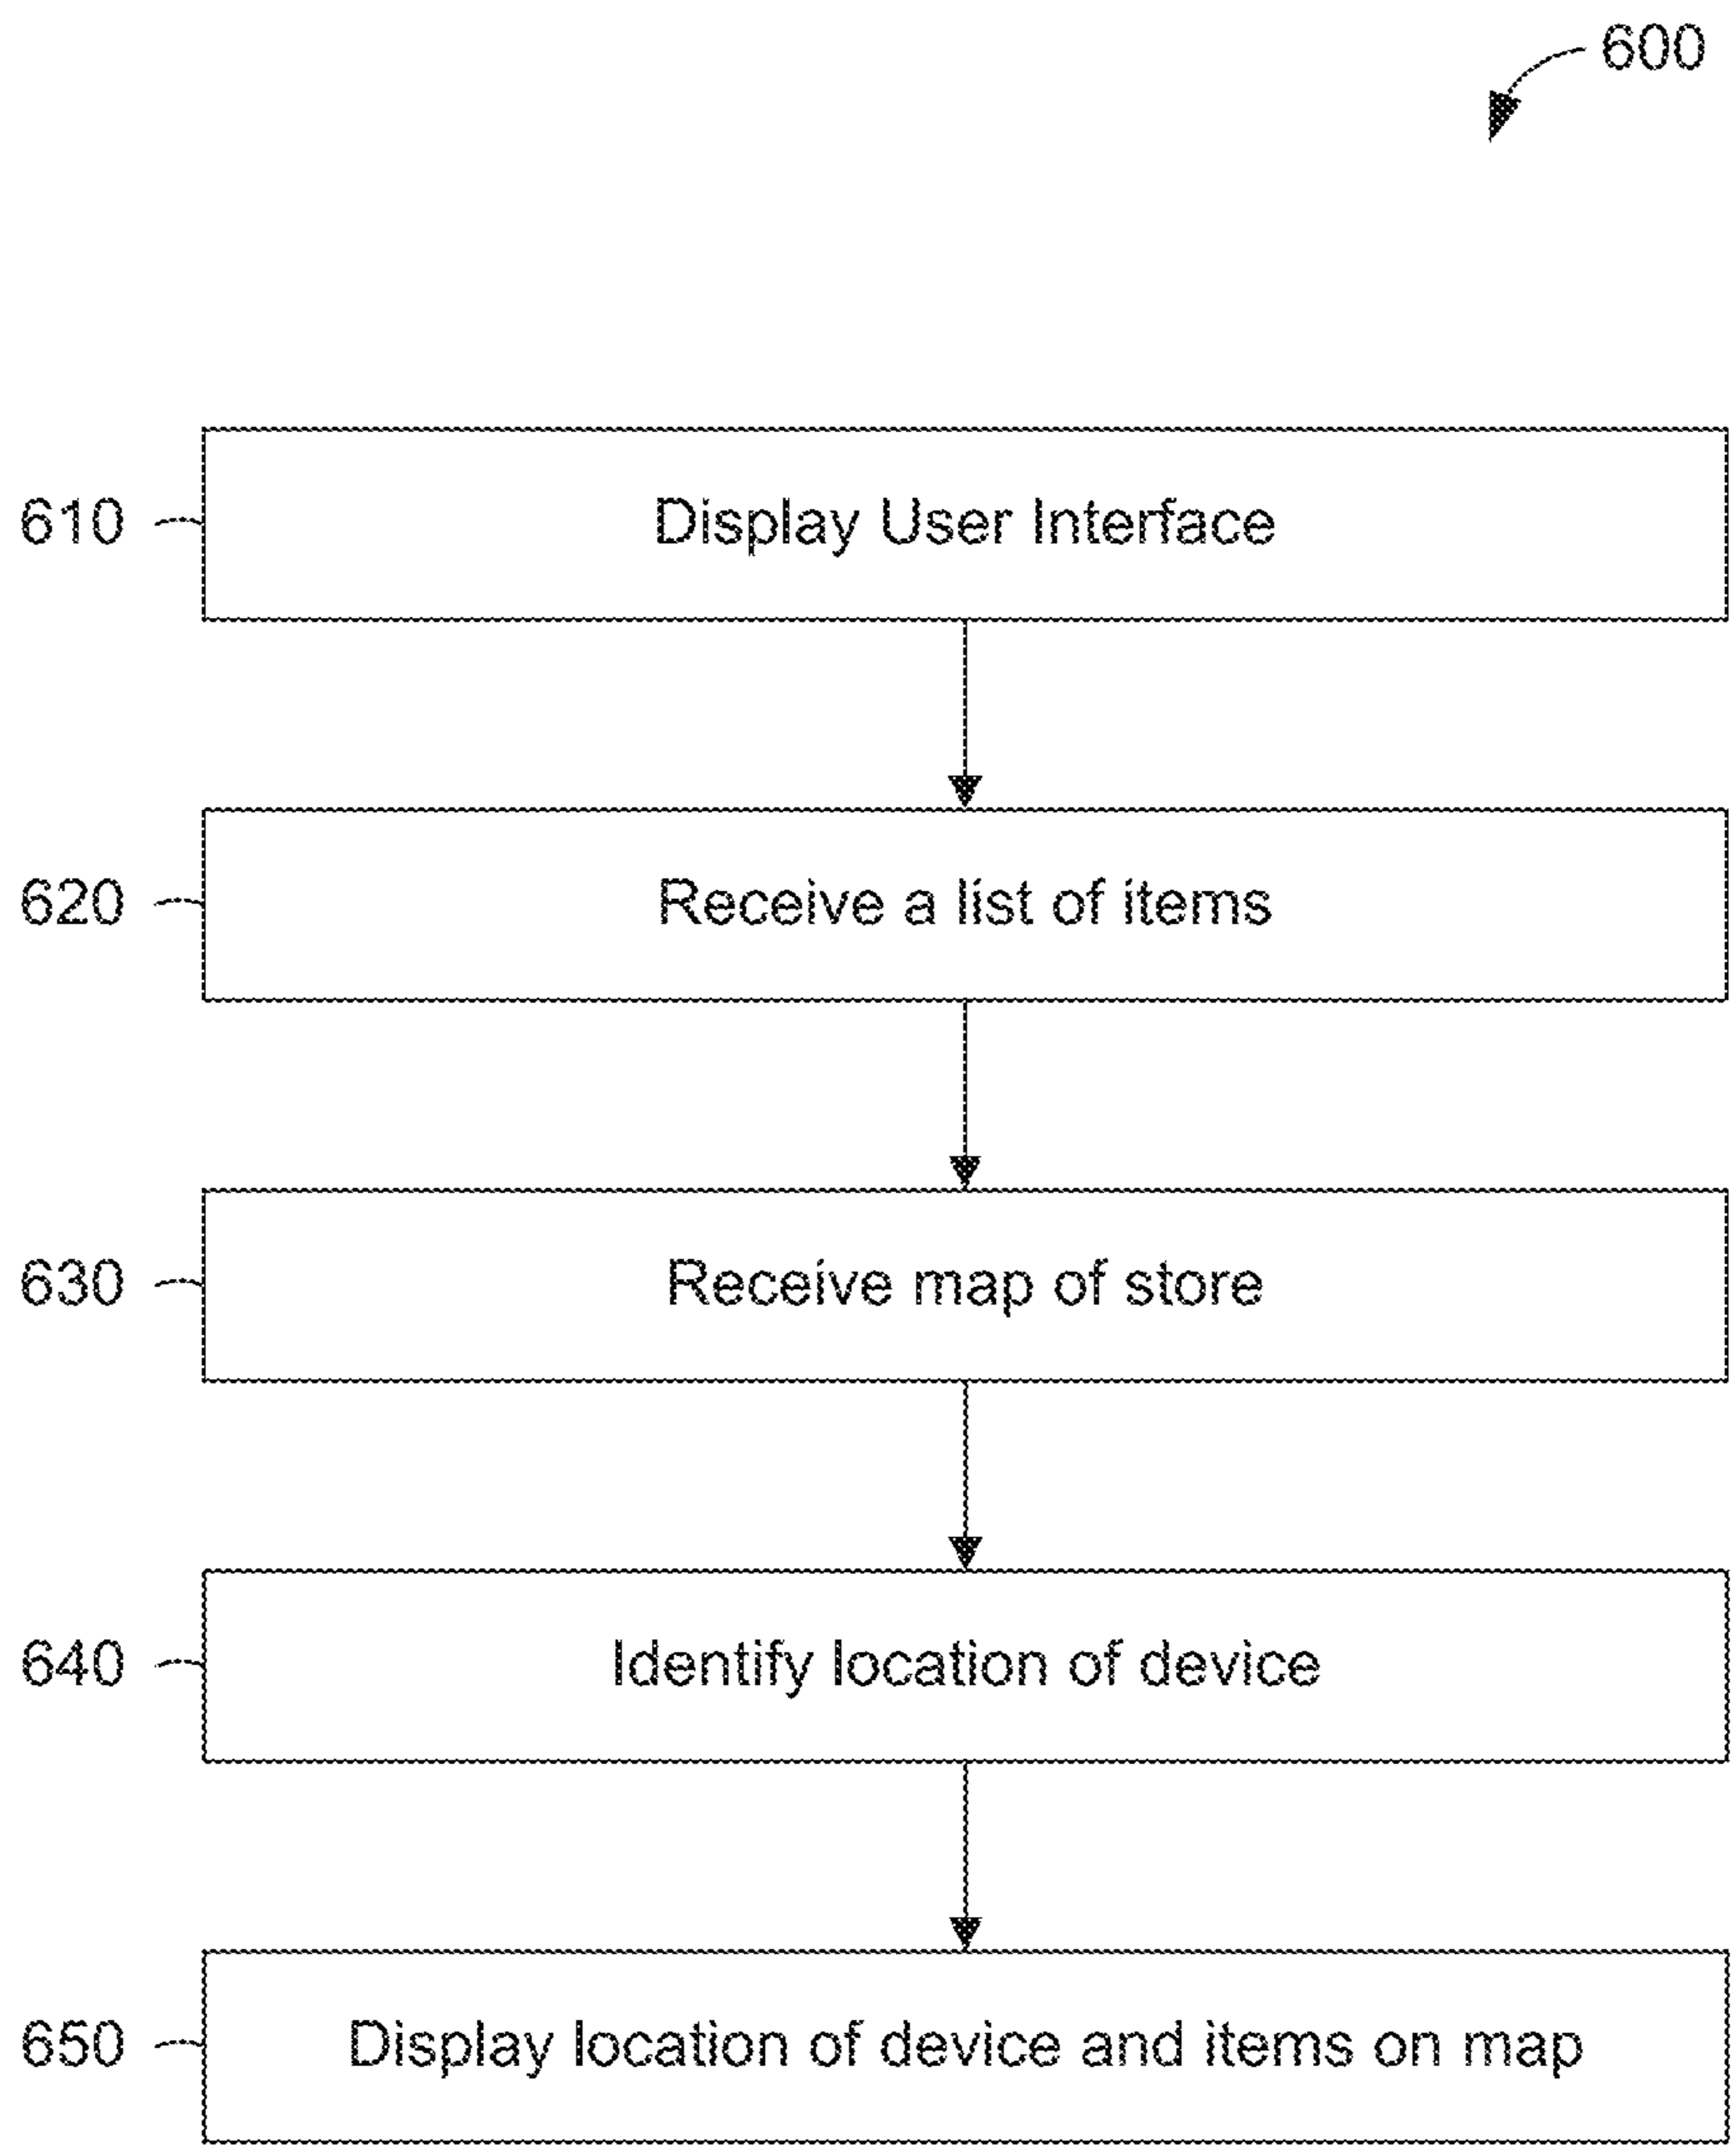 600
610 Display User Interface
620 Receive a list of items
630 Receive map of store
640 Identify location of device
650 Display location of device and items on map